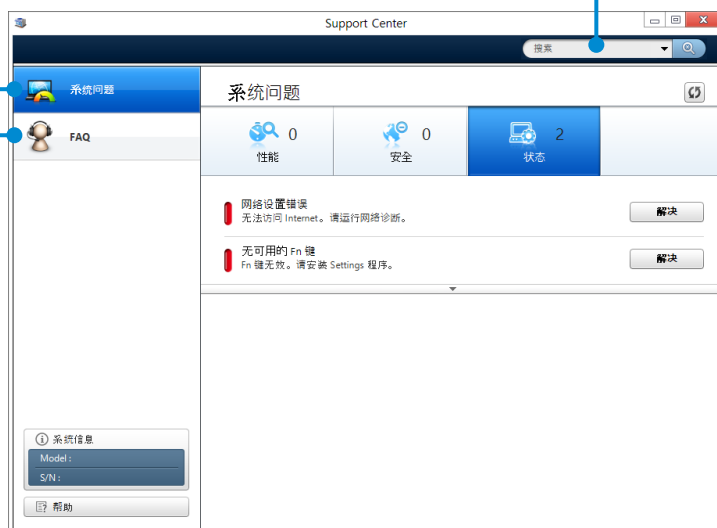 Support Center
搜索
系统问题
FAQ
系统问题
0
性能
0
安全
2
状态
网络设置错误
无法访问 Internet。请运行网络诊断。
解决
无可用的 Fn 键
Fn 键无效。请安装 Settings 程序。
解决
系统信息
Model :
S/N :
帮助